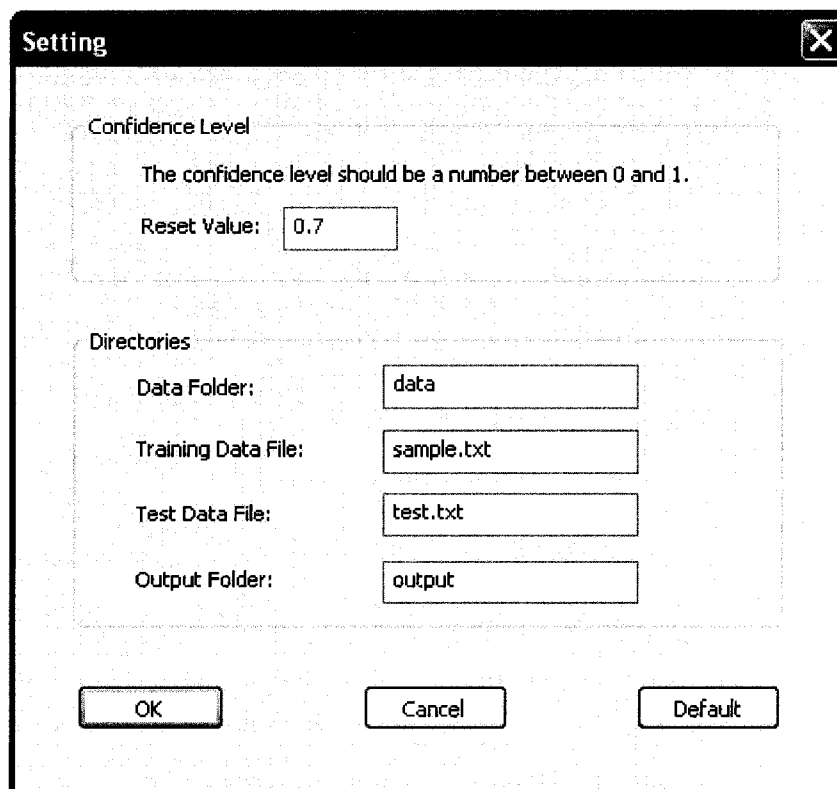 Setting
Confidence Level
The confidence level should be a number between 0 and 1.
Reset Value: 0.7
Directories
Data Folder: data
Training Data File: sample.txt
Test Data File: test.txt
Output Folder: output
OK Cancel Default